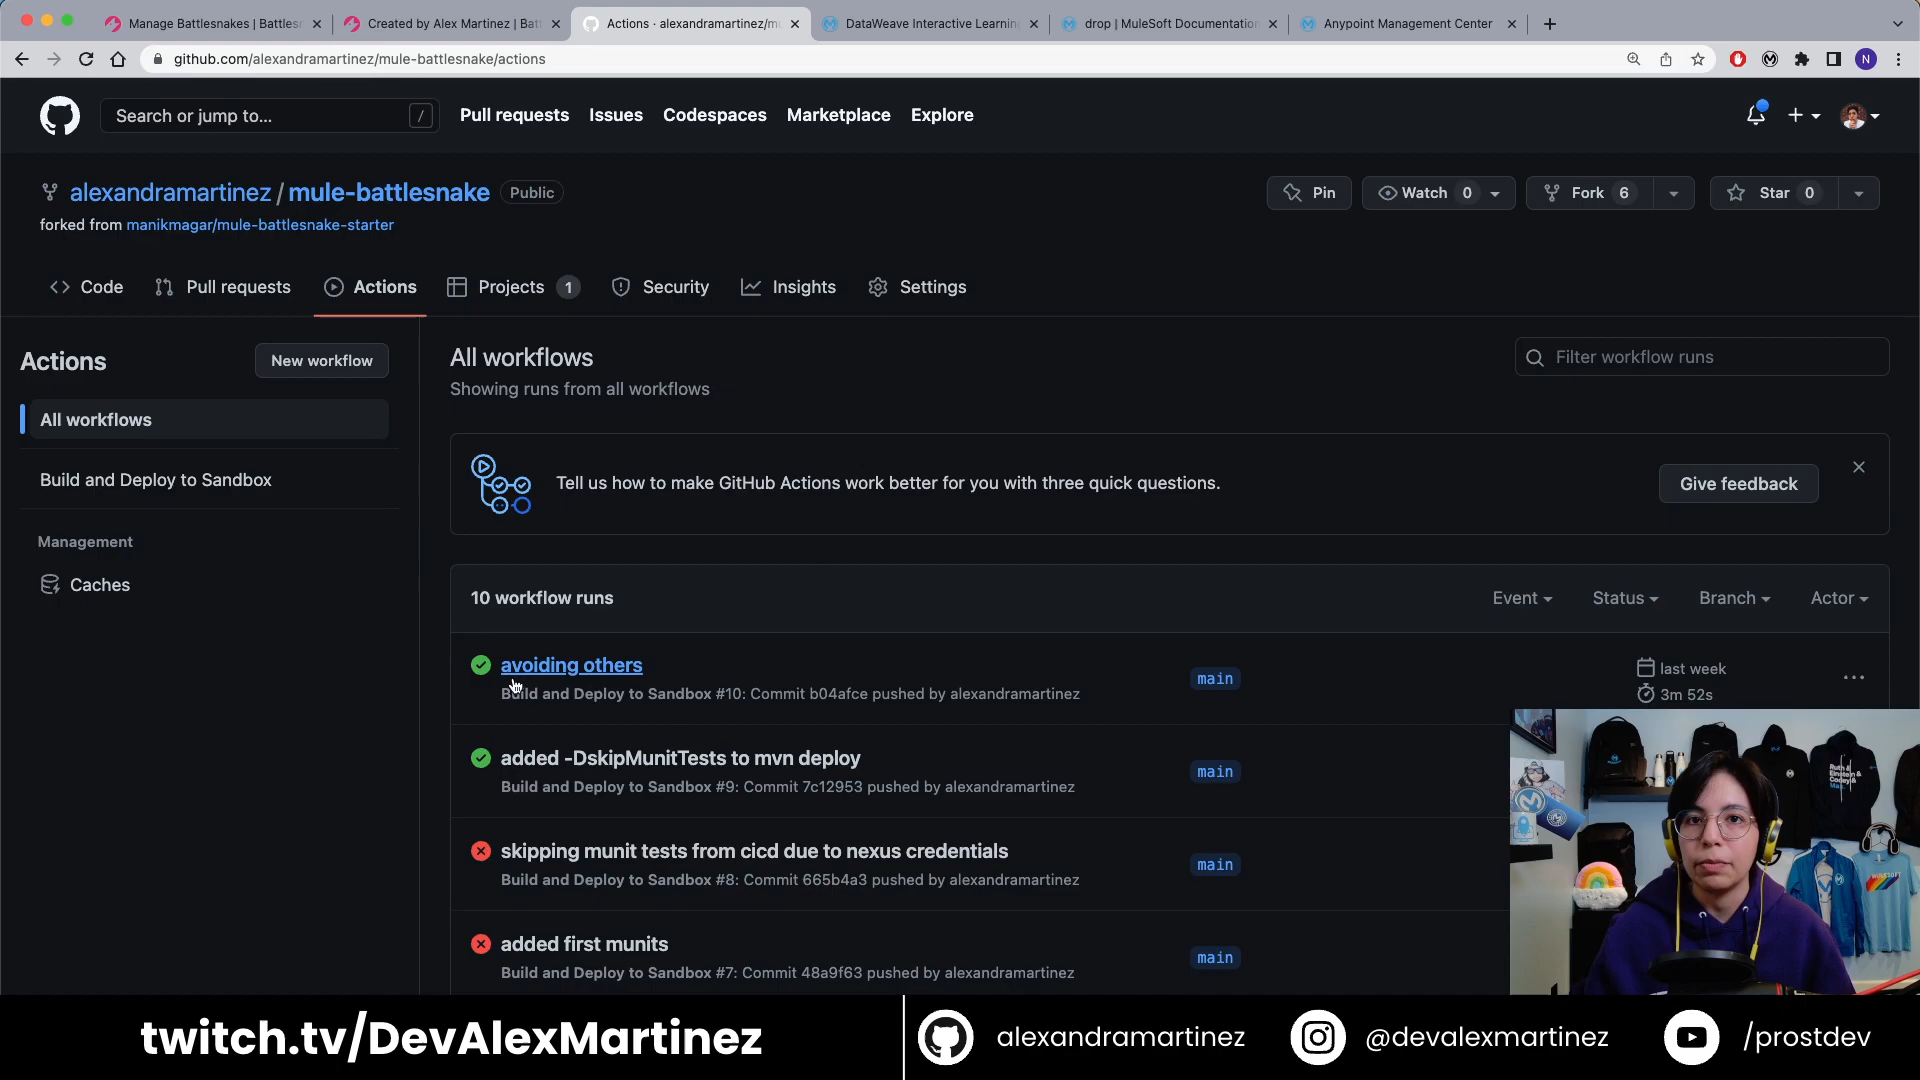 Manage Battlesnakes | Battles
Created by Alex Martinez | Batt
Actions · alexandramartinez/mu
DataWeave Interactive Learning
drop | MuleSoft Documentation
Anypoint Management Center
github.com/alexandramartinez/mule-battlesnake/actions
N
Search or jump to... /
Pull requests
Issues
Codespaces
Marketplace
Explore
alexandramartinez / mule-battlesnake Public
forked from manikmagar/mule-battlesnake-starter
Pin
Watch 0
Fork 6
Star 0
Code
Pull requests
Actions
Projects 1
Security
Insights
Settings
Actions
New workflow
All workflows
Build and Deploy to Sandbox
Management
Caches
All workflows
Showing runs from all workflows
Filter workflow runs
Tell us how to make GitHub Actions work better for you with three quick questions.
Give feedback
10 workflow runs
Event
Status
Branch
Actor
avoiding others
Build and Deploy to Sandbox #10: Commit b04afce pushed by alexandramartinez
main
last week
3m 52s
added -DskipMunitTests to mvn deploy
Build and Deploy to Sandbox #9: Commit 7c12953 pushed by alexandramartinez
main
skipping munit tests from cicd due to nexus credentials
Build and Deploy to Sandbox #8: Commit 665b4a3 pushed by alexandramartinez
main
added first munits
Build and Deploy to Sandbox #7: Commit 48a9f63 pushed by alexandramartinez
main
twitch.tv/DevAlexMartinez
alexandramartinez
@devalexmartinez
/prostdev